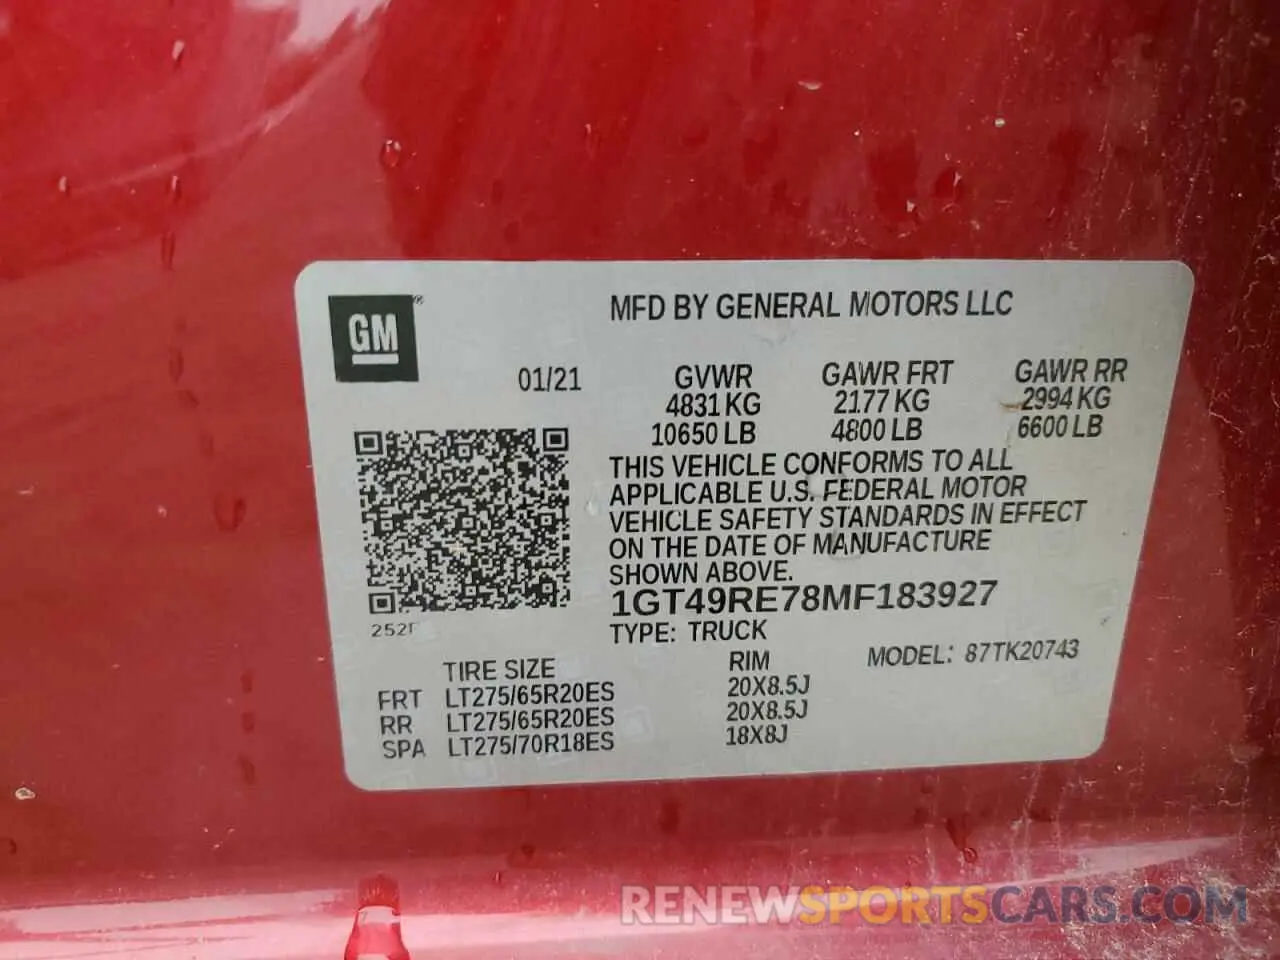 GM®
MFD BY GENERAL MOTORS LLC
01/21
GVWR GAWR FRT GAWR RR
4831 KG 2177 KG 2994 KG
10650 LB 4800 LB 6600 LB
THIS VEHICLE CONFORMS TO ALL
APPLICABLE U.S. FEDERAL MOTOR
VEHICLE SAFETY STANDARDS IN EFFECT
ON THE DATE OF MANUFACTURE
SHOWN ABOVE.
1GT49RE78MF183927
TYPE: TRUCK
MODEL: 87TK20743
TIRE SIZE RIM
FRT LT275/65R20ES 20X8.5J
RR LT275/65R20ES 20X8.5J
SPA LT275/70R18ES 18X8J
RENEWSPORTSCARS.COM